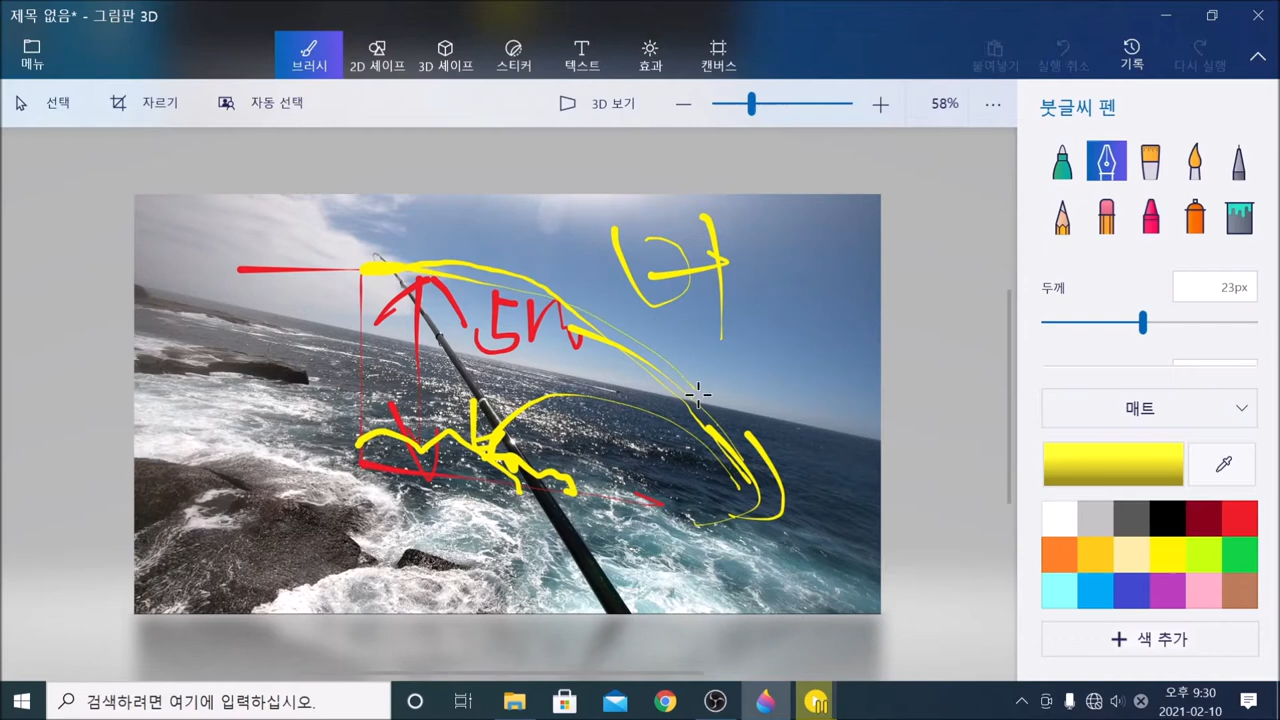 제목 없음* - 그림판 3D
메뉴
브러시
2D 셰이프
3D 셰이프
스티커
텍스트
효과
캔버스
붙여넣기
실행 취소
기록
다시 실행
선택
자르기
자동 선택
3D 보기
58%
붓글씨 펜
두께
23px
매트
색 추가
5m
검색하려면 여기에 입력하십시오.
오후 9:30
2021-02-10